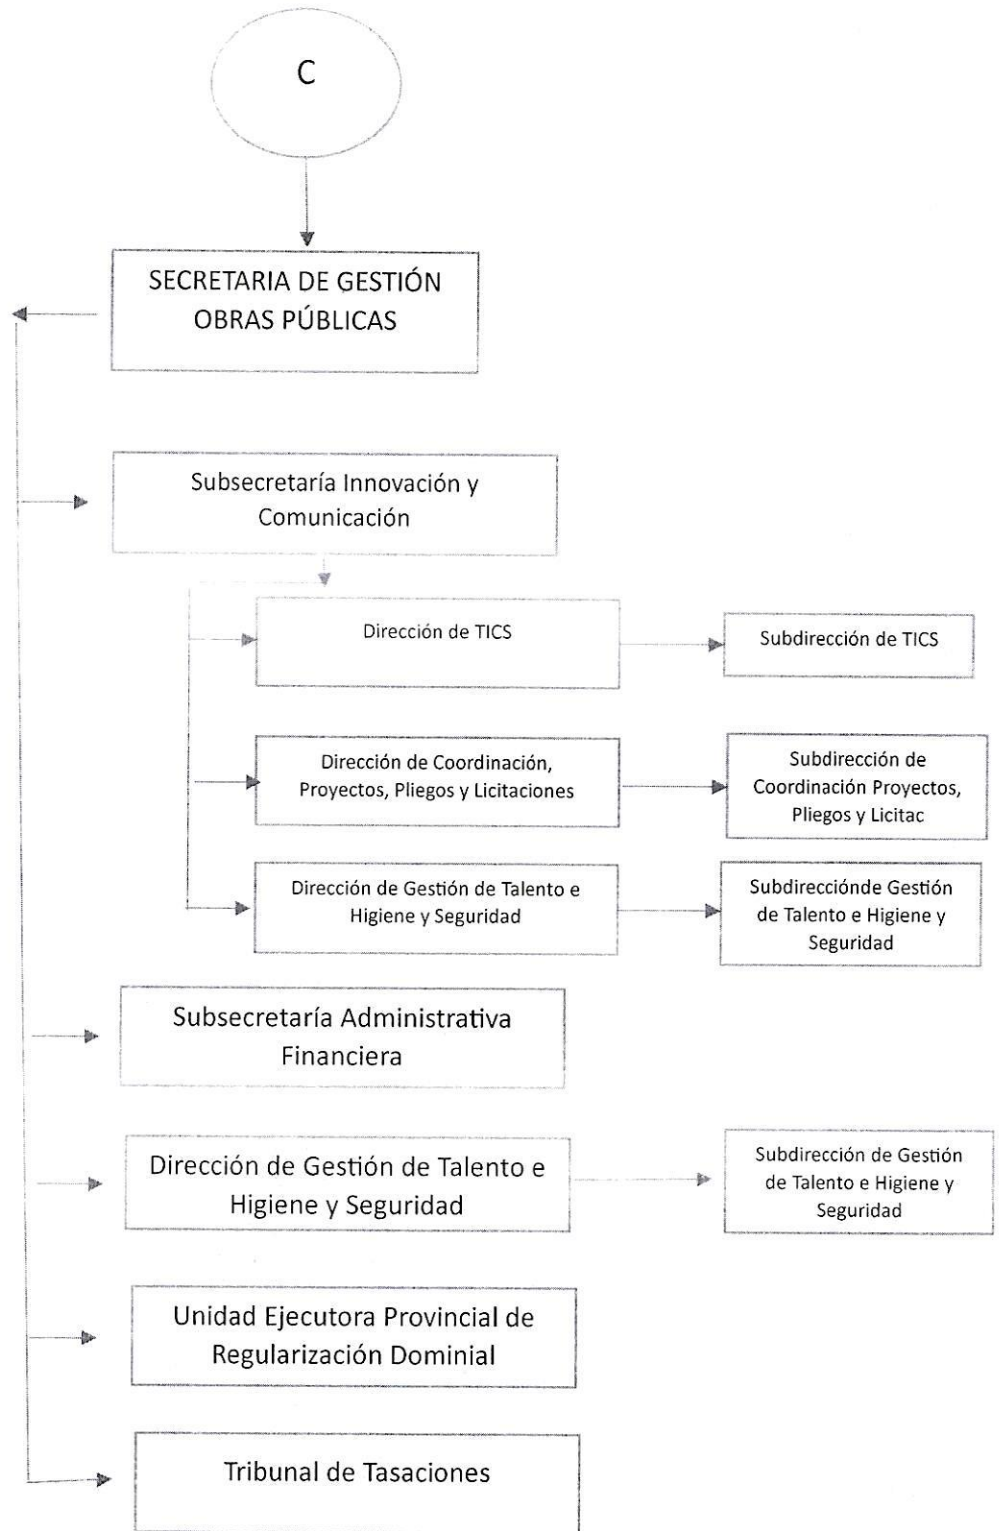 C
SECRETARIA DE GESTIÓN
OBRAS PÚBLICAS
Subsecretaría Innovación y
Comunicación
Dirección de TICS
Subdirección de TICS
Dirección de Coordinación,
Proyectos, Pliegos y Licitaciones
Subdirección de
Coordinación Proyectos,
Pliegos y Licitac
Dirección de Gestión de Talento e
Higiene y Seguridad
Subdirecciónde Gestión
de Talento e Higiene y
Seguridad
Subsecretaría Administrativa
Financiera
Dirección de Gestión de Talento e
Higiene y Seguridad
Subdirección de Gestión
de Talento e Higiene y
Seguridad
Unidad Ejecutora Provincial de
Regularización Dominial
Tribunal de Tasaciones